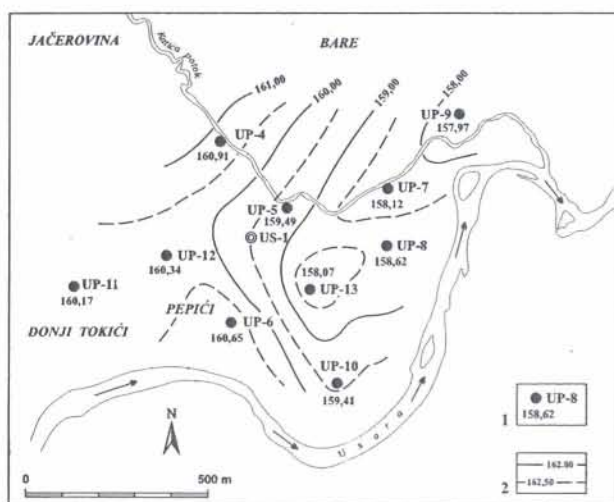 JAČEROVINA
BARE
Katića potok
161,00
160,00
159,00
158,00
UP-9
157,97
UP-4
160,91
UP-7
158,12
UP-5
159,49
US-1
UP-8
158,62
UP-12
160,34
158,07
UP-13
UP-11
160,17
PEPIĆI
DONJI TOKIĆI
UP-6
160,65
UP-10
159,41
Usora
N
0
500 m
1
UP-8
158,62
2
162.00
162,50